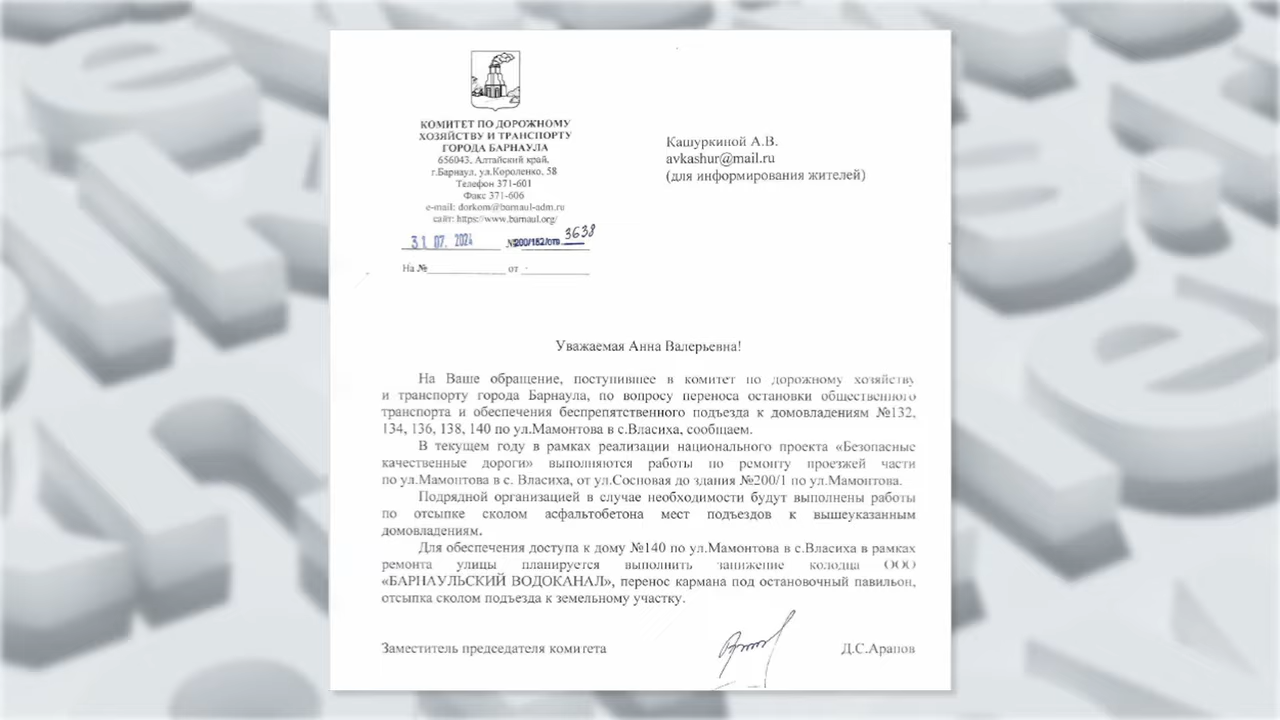 КОМИТЕТ ПО ДОРОЖНОМУ
ХОЗЯЙСТВУ И ТРАНСПОРТУ
ГОРОДА БАРНАУЛА
656043, Алтайский край,
г.Барнаул, ул.Короленко, 58
Телефон 371-601
Факс 371-606
e-mail: dorkom@barnaul-adm.ru
сайт: https://www.barnaul.org/
31.07.2024 №200/182/отв 3638
На № от
Кашуркиной А.В.
avkashur@mail.ru
(для информирования жителей)
Уважаемая Анна Валерьевна!
На Ваше обращение, поступившее в комитет по дорожному хозяйству
и транспорту города Барнаула, по вопросу переноса остановки общественного
транспорта и обеспечения беспрепятственного подъезда к домовладениям №132,
134, 136, 138, 140 по ул.Мамонтова в с.Власиха, сообщаем.
В текущем году в рамках реализации национального проекта «Безопасные
качественные дороги» выполняются работы по ремонту проезжей части
по ул.Мамонтова в с. Власиха, от ул.Сосновая до здания №200/1 по ул.Мамонтова.
Подрядной организацией в случае необходимости будут выполнены работы
по отсыпке сколом асфальтобетона мест подъездов к вышеуказанным
домовладениям.
Для обеспечения доступа к дому №140 по ул.Мамонтова в с.Власиха в рамках
ремонта улицы планируется выполнить занижение колодца ООО
«БАРНАУЛЬСКИЙ ВОДОКАНАЛ», перенос кармана под остановочный павильон,
отсыпка сколом подъезда к земельному участку.
Заместитель председателя комитета
Д.С.Арапов